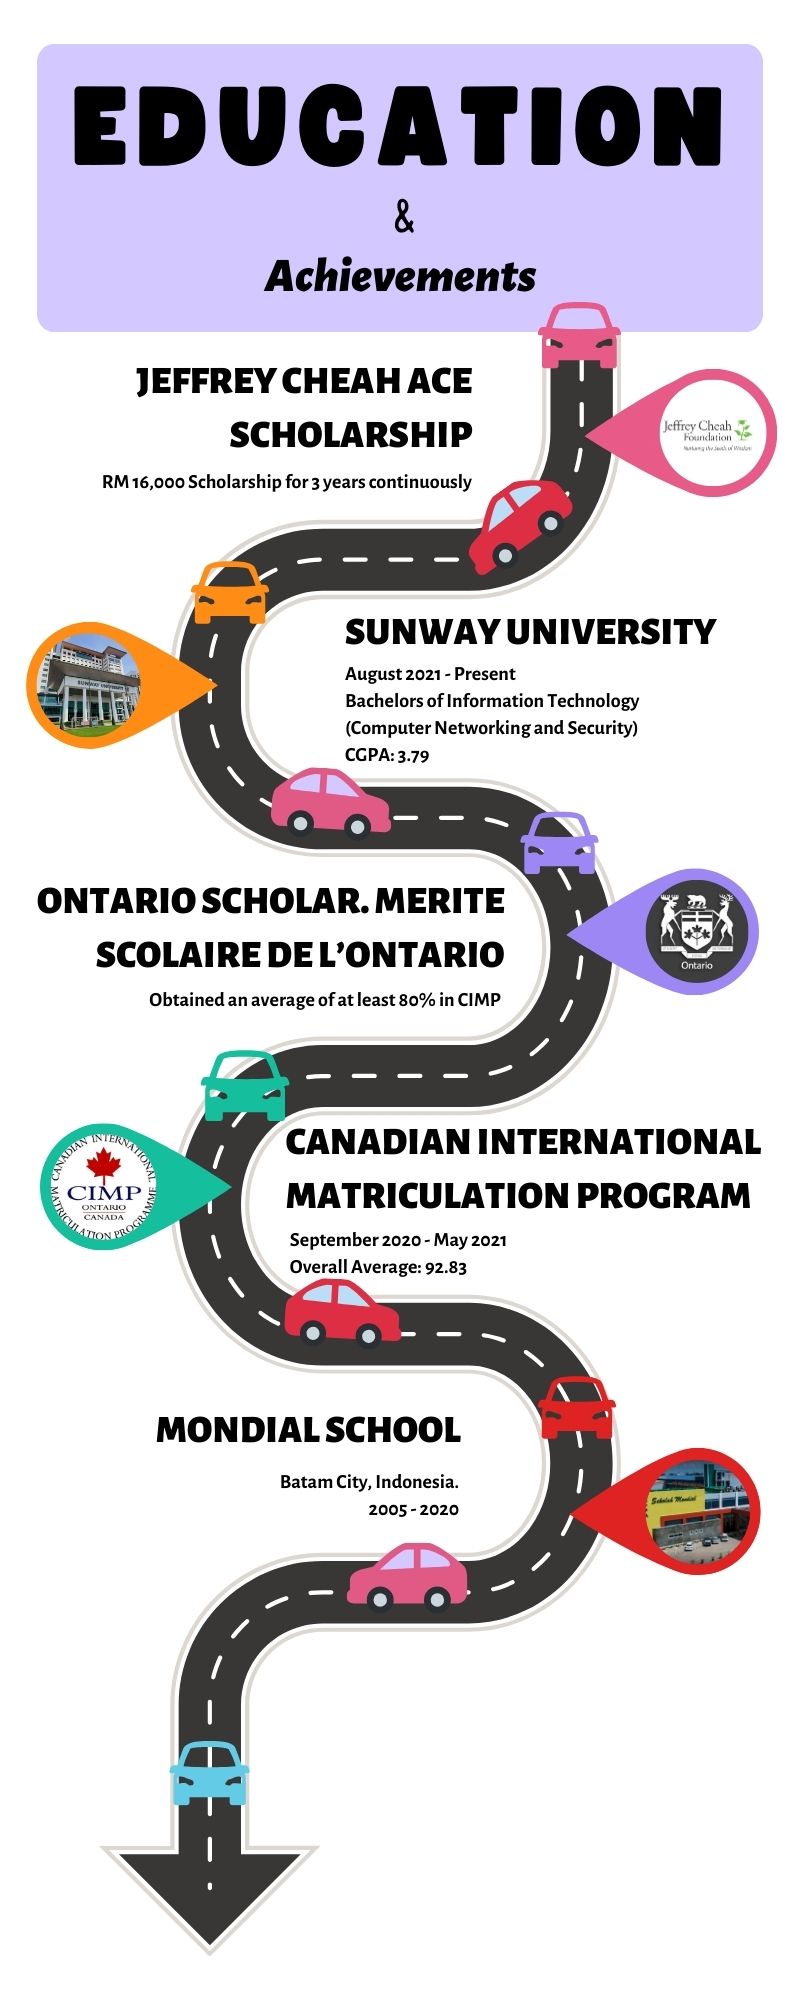 EDUCATION
&
Achievements
JEFFREY CHEAH ACE
SCHOLARSHIP
RM 16,000 Scholarship for 3 years continuously
Jeffrey Cheah
Foundation
Nurturing the Seeds of Wisdom
SUNWAY UNIVERSITY
August 2021 - Present
Bachelors of Information Technology
(Computer Networking and Security)
CGPA: 3.79
SUNWAY UNIVERSITY
ONTARIO SCHOLAR. MERITE
SCOLAIRE DE L’ONTARIO
Obtained an average of at least 80% in CIMP
Ontario
CANADIAN INTERNATIONAL
MATRICULATION PROGRAM
September 2020 - May 2021
Overall Average: 92.83
CANADIAN INTERNATIONAL
CIMP
ONTARIO
CANADA
MATRICULATION PROGRAMME
MONDIAL SCHOOL
Batam City, Indonesia.
2005 - 2020
Sekolah Mondial